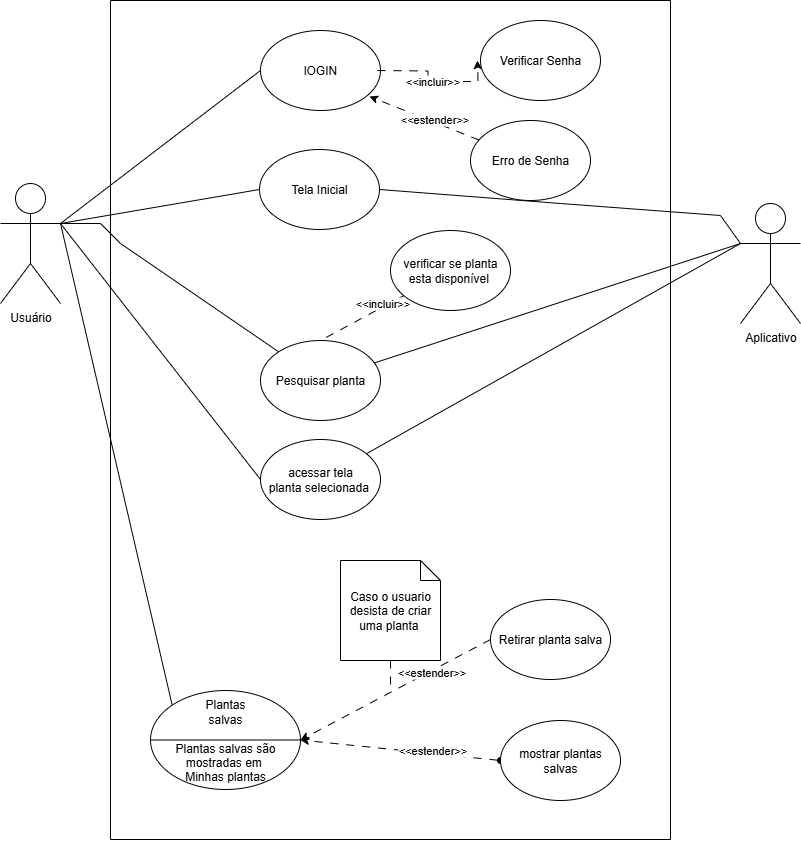 lOGIN
Verificar Senha
<<incluir>>
<<estender>>
Erro de Senha
Tela Inicial
verificar se planta
esta disponível
<<incluir>>
Usuário
Aplicativo
Pesquisar planta
acessar tela
planta selecionada
Caso o usuario
desista de criar
uma planta
Retirar planta salva
<<estender>>
Plantas
salvas
Plantas salvas são
mostradas em
Minhas plantas
<<estender>>
mostrar plantas
salvas